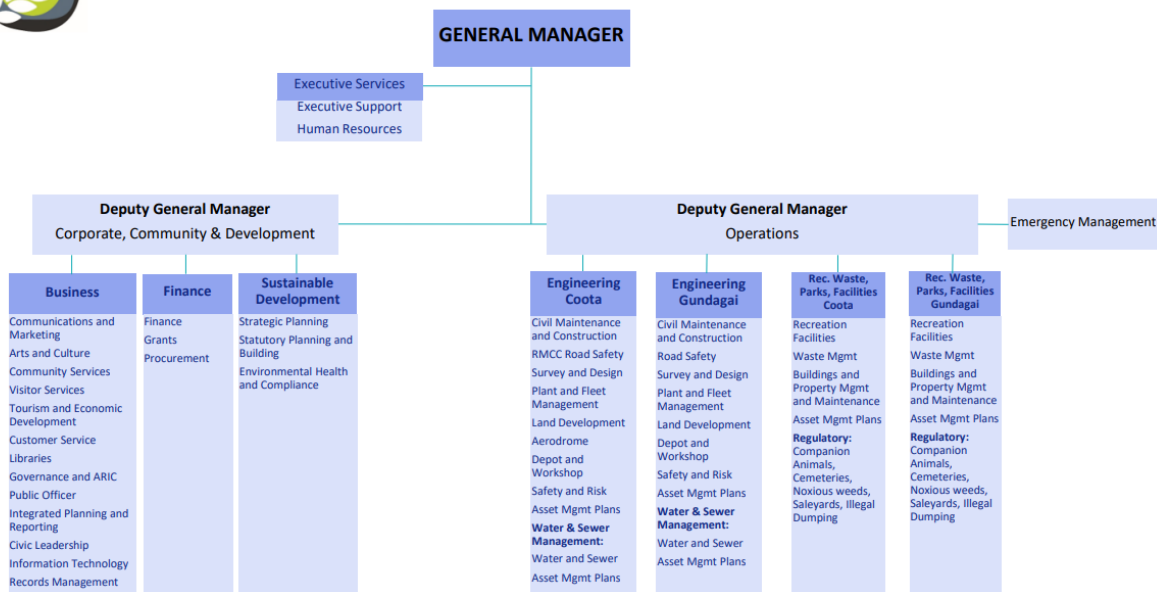 GENERAL MANAGER
Executive Services
Executive Support
Human Resources
Deputy General Manager
Corporate, Community & Development
Deputy General Manager
Operations
Emergency Management
Business
Communications and
Marketing
Arts and Culture
Community Services
Visitor Services
Tourism and Economic
Development
Customer Service
Libraries
Governance and ARIC
Public Officer
Integrated Planning and
Reporting
Civic Leadership
Information Technology
Records Management
Finance
Finance
Grants
Procurement
Sustainable
Development
Strategic Planning
Statutory Planning and
Building
Environmental Health
and Compliance
Engineering
Coota
Civil Maintenance
and Construction
RMCC Road Safety
Survey and Design
Plant and Fleet
Management
Land Development
Aerodrome
Depot and
Workshop
Safety and Risk
Asset Mgmt Plans
Water & Sewer
Management:
Water and Sewer
Asset Mgmt Plans
Engineering
Gundagai
Civil Maintenance
and Construction
Road Safety
Survey and Design
Plant and Fleet
Management
Land Development
Depot and
Workshop
Safety and Risk
Asset Mgmt Plans
Water & Sewer
Management:
Water and Sewer
Asset Mgmt Plans
Rec. Waste,
Parks, Facilities
Coota
Recreation
Facilities
Waste Mgmt
Buildings and
Property Mgmt
and Maintenance
Asset Mgmt Plans
Regulatory:
Companion
Animals,
Cemeteries,
Noxious weeds,
Saleyards, Illegal
Dumping
Rec. Waste,
Parks, Facilities
Gundagai
Recreation
Facilities
Waste Mgmt
Buildings and
Property Mgmt
and Maintenance
Asset Mgmt Plans
Regulatory:
Companion
Animals,
Cemeteries,
Noxious weeds,
Saleyards, Illegal
Dumping